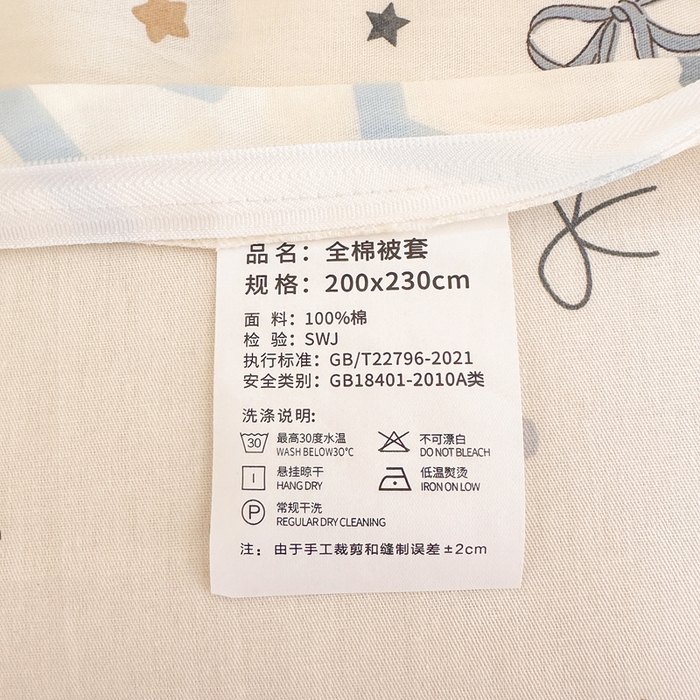 品名：全棉被套
规格：200x230cm
面 料：100%棉
检 验：SWJ
执行标准：GB/T22796-2021
安全类别：GB18401-2010A类
洗涤说明:
30 最高30度水温 不可漂白
WASH BELOW30°C DO NOT BLEACH
悬挂晾干 低温熨烫
HANG DRY IRON ON LOW
P 常规干洗
REGULAR DRY CLEANING
注：由于手工裁剪和缝制误差±2cm